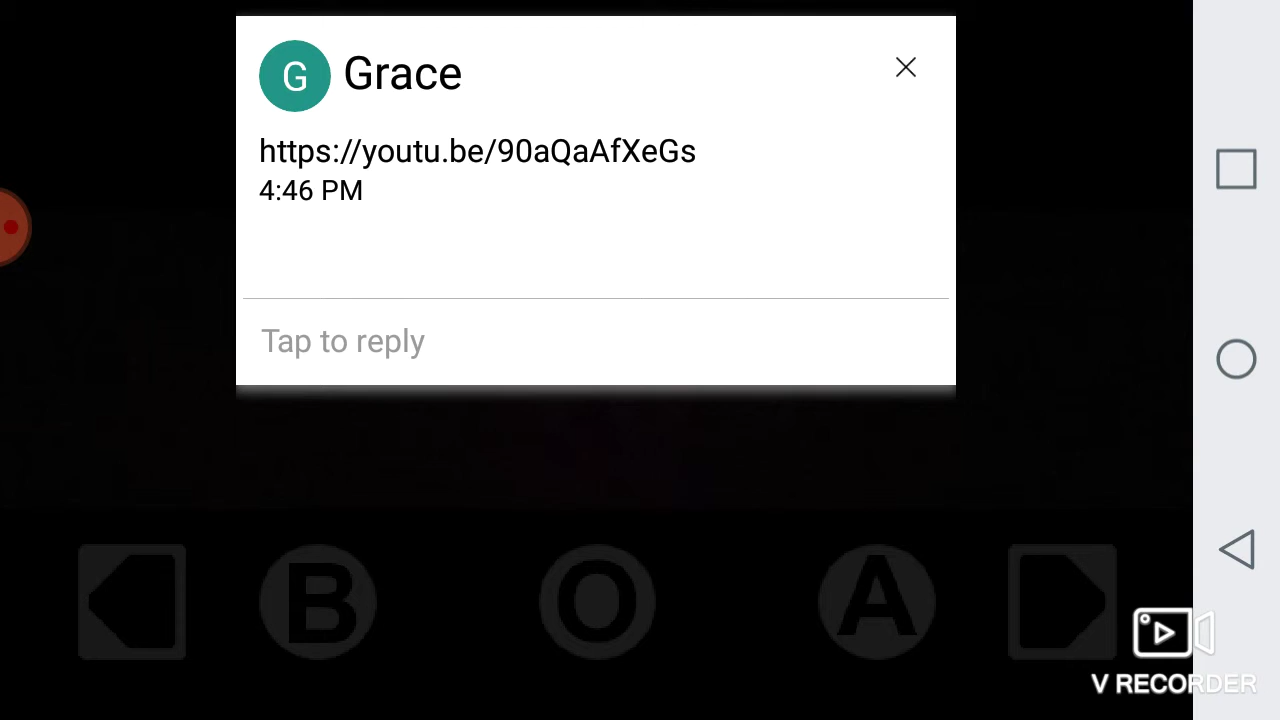 G Grace
https://youtu.be/90aQaAfXeGs
4:46 PM
Tap to reply
B O A
V RECORDER